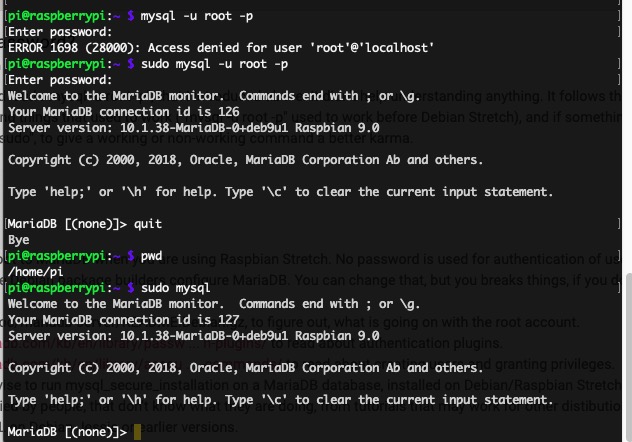 [pi@raspberrypi:~ $ mysql -u root -p
[Enter password:
ERROR 1698 (28000): Access denied for user 'root'@'localhost'
[pi@raspberrypi:~ $ sudo mysql -u root -p
[Enter password:
Welcome to the MariaDB monitor.  Commands end with ; or \g.
Your MariaDB connection id is 126
Server version: 10.1.38-MariaDB-0+deb9u1 Raspbian 9.0
Copyright (c) 2000, 2018, Oracle, MariaDB Corporation Ab and others.
Type 'help;' or '\h' for help. Type '\c' to clear the current input statement.
[MariaDB [(none)]> quit
Bye
[pi@raspberrypi:~ $ pwd
/home/pi
[pi@raspberrypi:~ $ sudo mysql
Welcome to the MariaDB monitor.  Commands end with ; or \g.
Your MariaDB connection id is 127
Server version: 10.1.38-MariaDB-0+deb9u1 Raspbian 9.0
Copyright (c) 2000, 2018, Oracle, MariaDB Corporation Ab and others.
Type 'help;' or '\h' for help. Type '\c' to clear the current input statement.
MariaDB [(none)]>